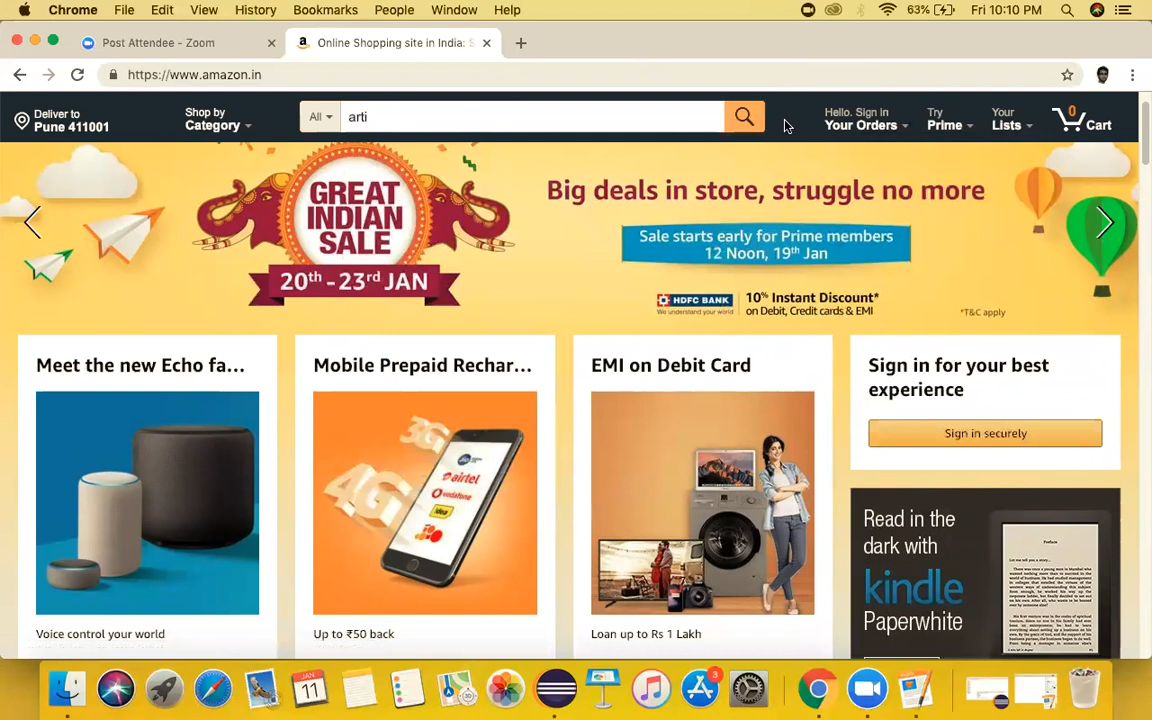 Chrome File Edit View History Bookmarks People Window Help 63% Fri 10:10 PM
Post Attendee - Zoom
Online Shopping site in India: S
https://www.amazon.in
Deliver to
Pune 411001
Shop by
Category
All
arti
Hello. Sign in
Your Orders
Try
Prime
Your
Lists
0
Cart
GREAT
INDIAN
SALE
20th - 23rd JAN
Big deals in store, struggle no more
Sale starts early for Prime members
12 Noon, 19th Jan
HDFC BANK
We understand your world
10% Instant Discount*
on Debit, Credit cards & EMI
*T&C apply
Meet the new Echo fa...
Voice control your world
Mobile Prepaid Rechar...
3G
4G
Jio
airtel
vodafone
idea
Up to ₹50 back
EMI on Debit Card
Loan up to Rs 1 Lakh
Sign in for your best
experience
Sign in securely
Read in the
dark with
kindle
Paperwhite
Preface
JAN
11
3